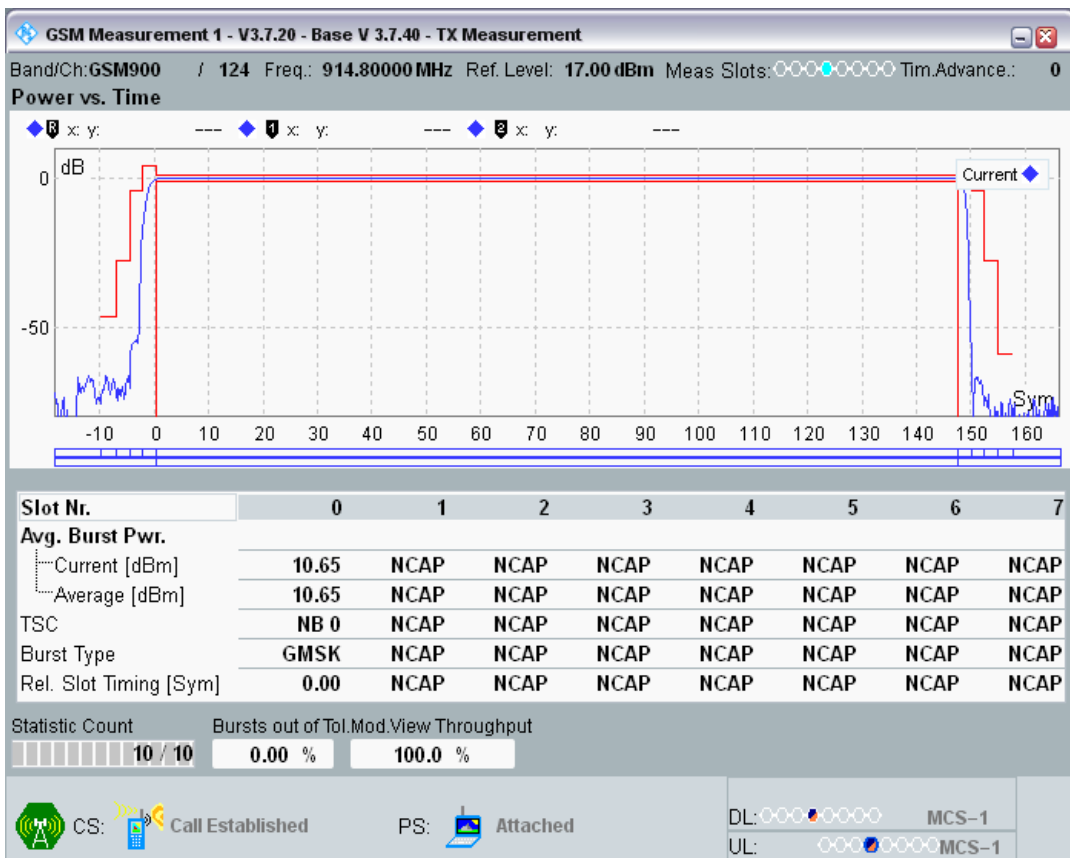 GSM Measurement 1 - V3.7.20 - Base V 3.7.40 - TX Measurement
Band/Ch:GSM900 / 124 Freq.: 914.80000 MHz Ref. Level: 17.00 dBm Meas Slots: Tim.Advance.: 0
Power vs. Time
R x: y: --- 1 x: y: --- 2 x: y: ---
dB
Current
0
-50
Sym
-10 0 10 20 30 40 50 60 70 80 90 100 110 120 130 140 150 160
Slot Nr. 0 1 2 3 4 5 6 7
Avg. Burst Pwr.
Current [dBm] 10.65 NCAP NCAP NCAP NCAP NCAP NCAP NCAP
Average [dBm] 10.65 NCAP NCAP NCAP NCAP NCAP NCAP NCAP
TSC NB 0 NCAP NCAP NCAP NCAP NCAP NCAP NCAP
Burst Type GMSK NCAP NCAP NCAP NCAP NCAP NCAP NCAP
Rel. Slot Timing [Sym] 0.00 NCAP NCAP NCAP NCAP NCAP NCAP NCAP
Statistic Count Bursts out of Tol.Mod.View Throughput
10 / 10 0.00 % 100.0 %
CS: Call Established PS: Attached
DL: MCS-1
UL: MCS-1